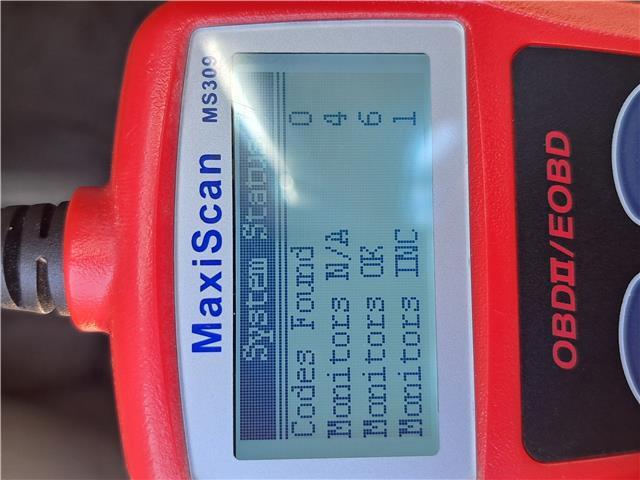 MaxiScan MS309
System Status
Codes Found 0
Monitors N/A 4
Monitors OK 6
Monitors INC 1
OBDII/EOBD